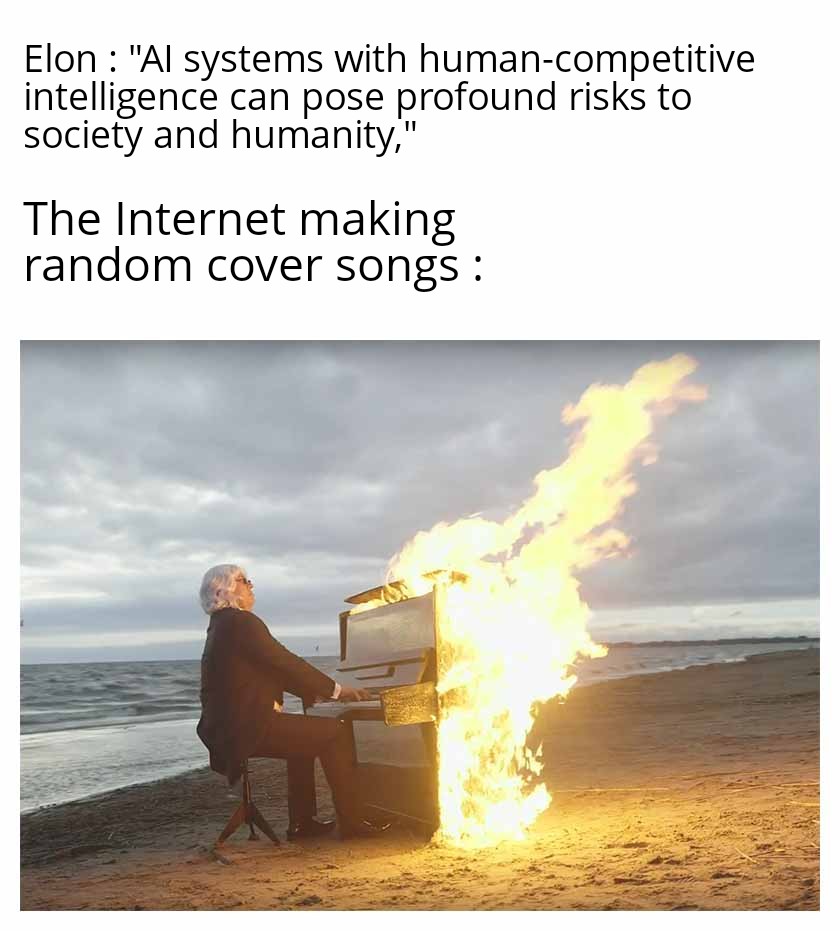 Elon : "AI systems with human-competitive
intelligence can pose profound risks to
society and humanity,"
The Internet making
random cover songs :